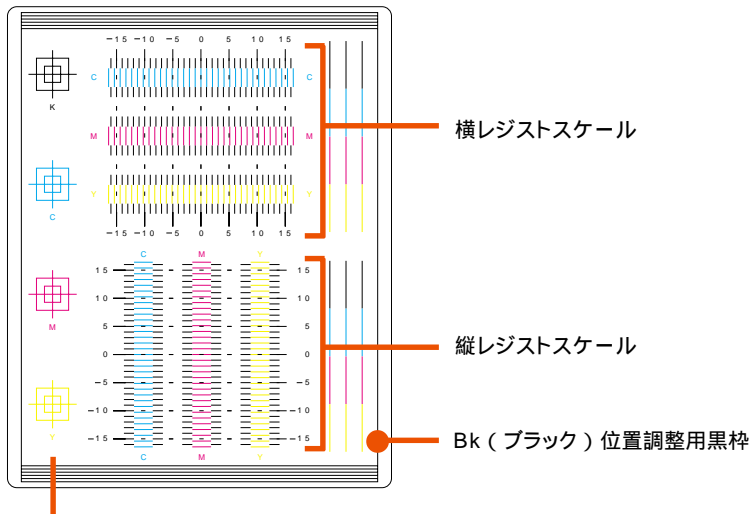 -15 -10 -5 0 5 10 15
K
C C
M M
C
Y Y
-15 -10 -5 0 5 10 15
横レジストスケール
C M Y
15 15
10 10
M
5 5
0 0
-5 -5
-10 -10
Y
-15 -15
C M Y
縦レジストスケール
Bk(ブラック)位置調整用黒枠